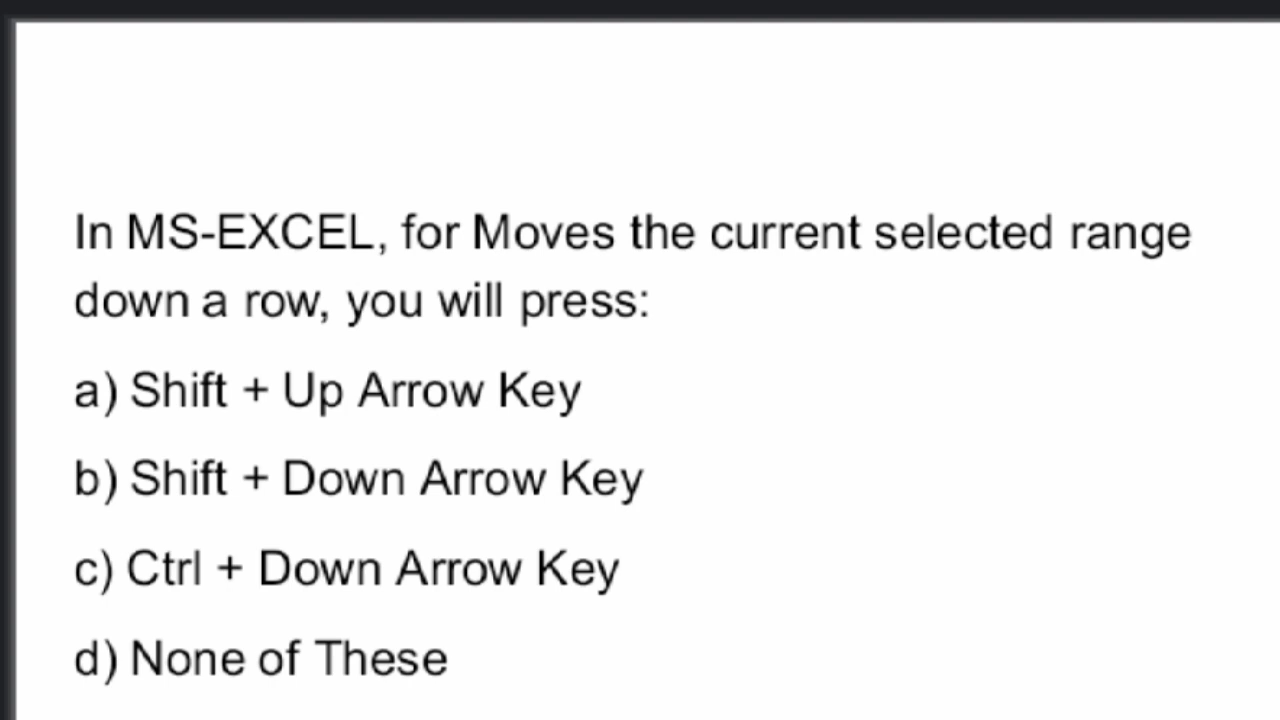 In MS-EXCEL, for Moves the current selected range
down a row, you will press:
a) Shift + Up Arrow Key
b) Shift + Down Arrow Key
c) Ctrl + Down Arrow Key
d) None of These